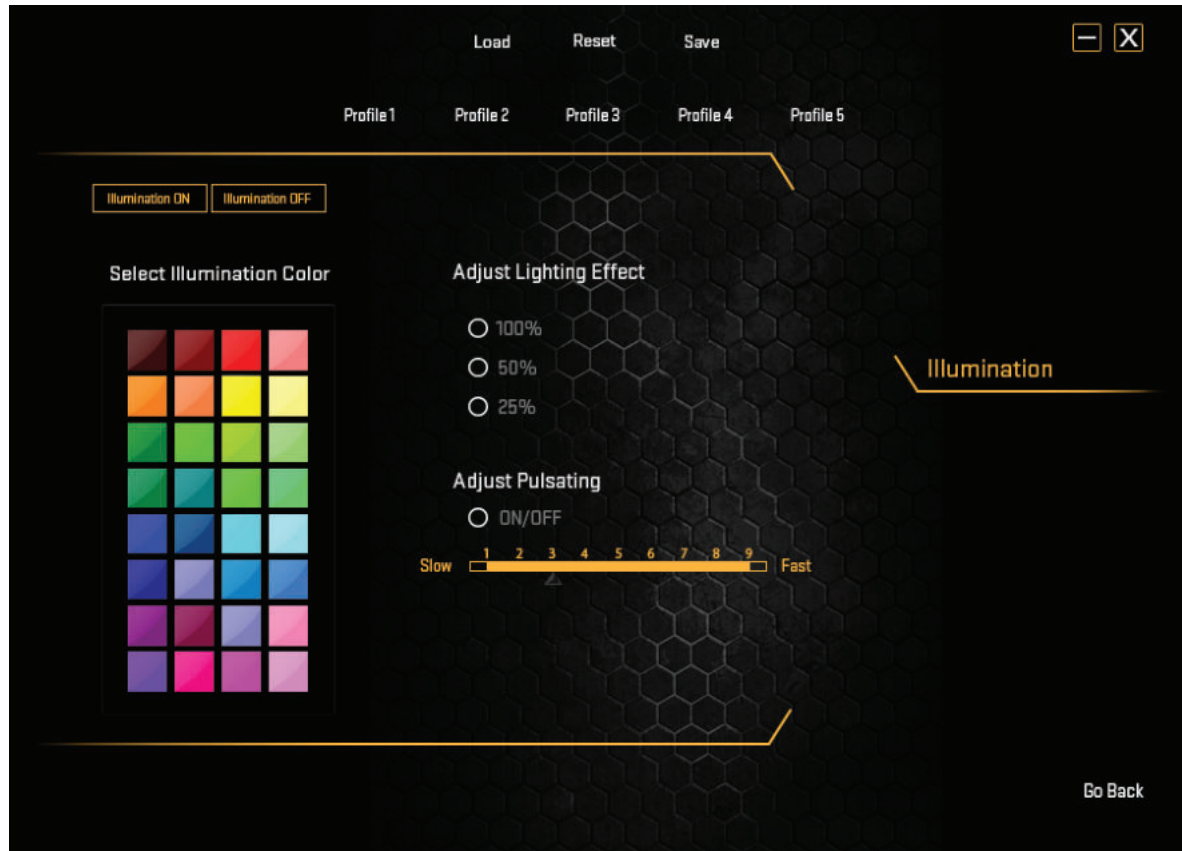 Load Reset Save
X
Profile 1 Profile 2 Profile 3 Profile 4 Profile 5
Illumination ON Illumination OFF
Select Illumination Color
Adjust Lighting Effect
100%
50%
25%
Illumination
Adjust Pulsating
ON/OFF
1 2 3 4 5 6 7 8 9
Slow Fast
Go Back